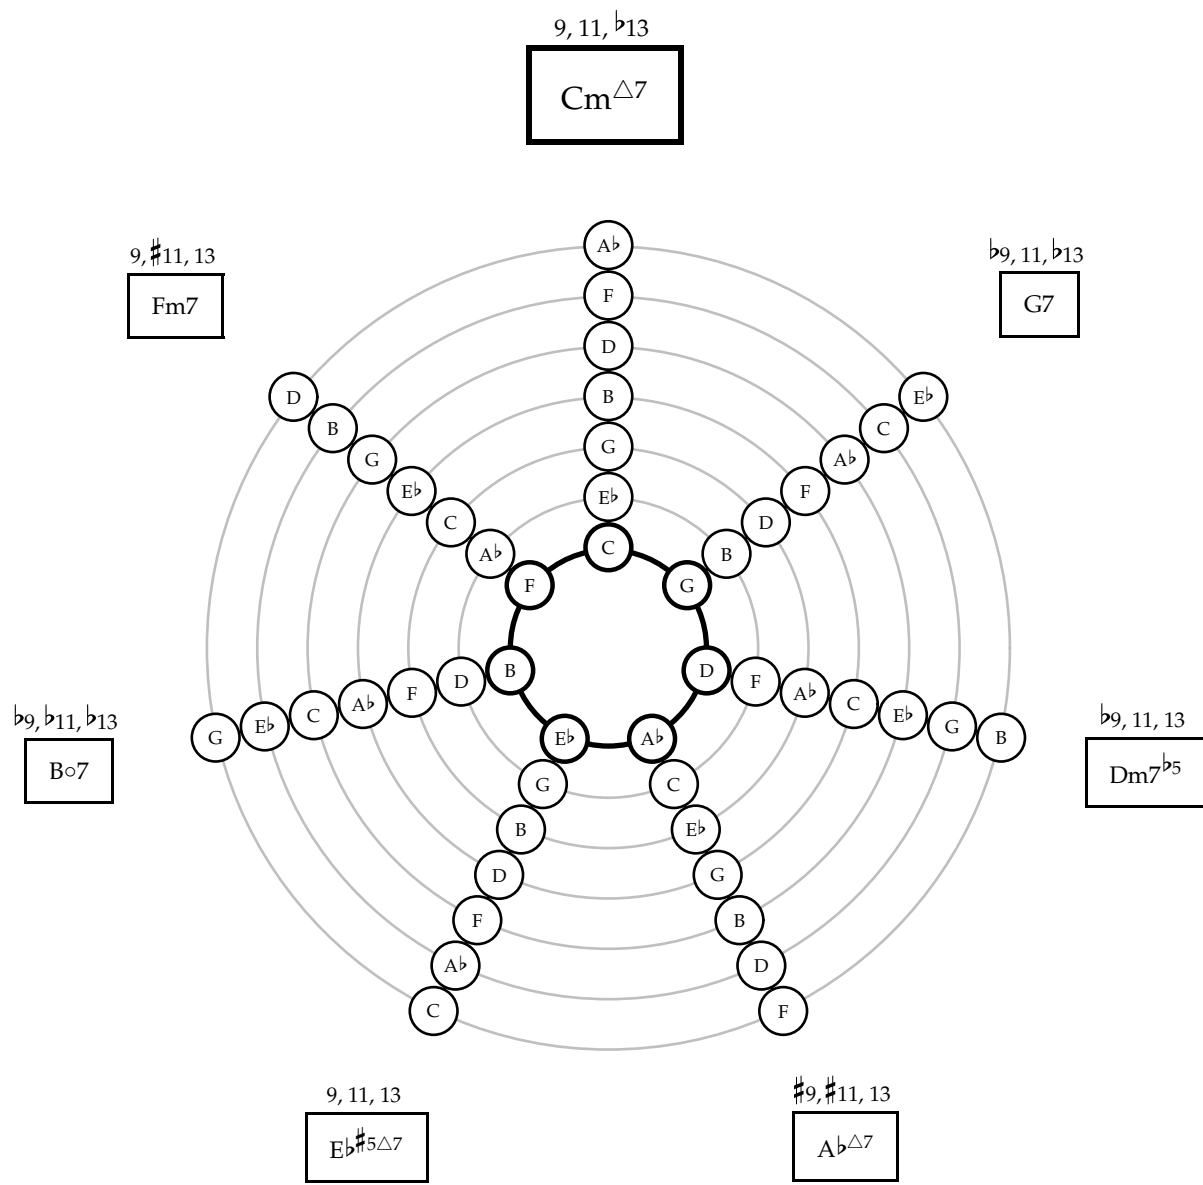 9, 11, ♭13
Cm△7
9, ♯11, 13
Fm7
♭9, 11, ♭13
G7
A♭
F
D
B
G
E♭
C
D
B
G
E♭
C
A♭
F
E♭
C
A♭
F
D
B
G
G
E♭
C
A♭
F
D
B
D
F
A♭
C
E♭
G
B
♭9, ♭11, ♭13
B○7
♭9, 11, 13
Dm7♭5
E♭
G
B
D
F
A♭
C
A♭
C
E♭
G
B
D
F
9, 11, 13
E♭♯5△7
♯9, ♯11, 13
A♭△7